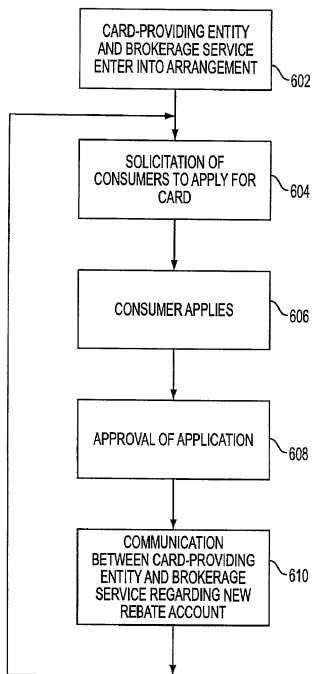 CARD-PROVIDING ENTITY
AND BROKERAGE SERVICE
ENTER INTO ARRANGEMENT
602
SOLICITATION OF
CONSUMERS TO APPLY FOR
CARD
604
CONSUMER APPLIES
606
APPROVAL OF APPLICATION
608
COMMUNICATION
BETWEEN CARD-PROVIDING
ENTITY AND BROKERAGE
SERVICE REGARDING NEW
REBATE ACCOUNT
610